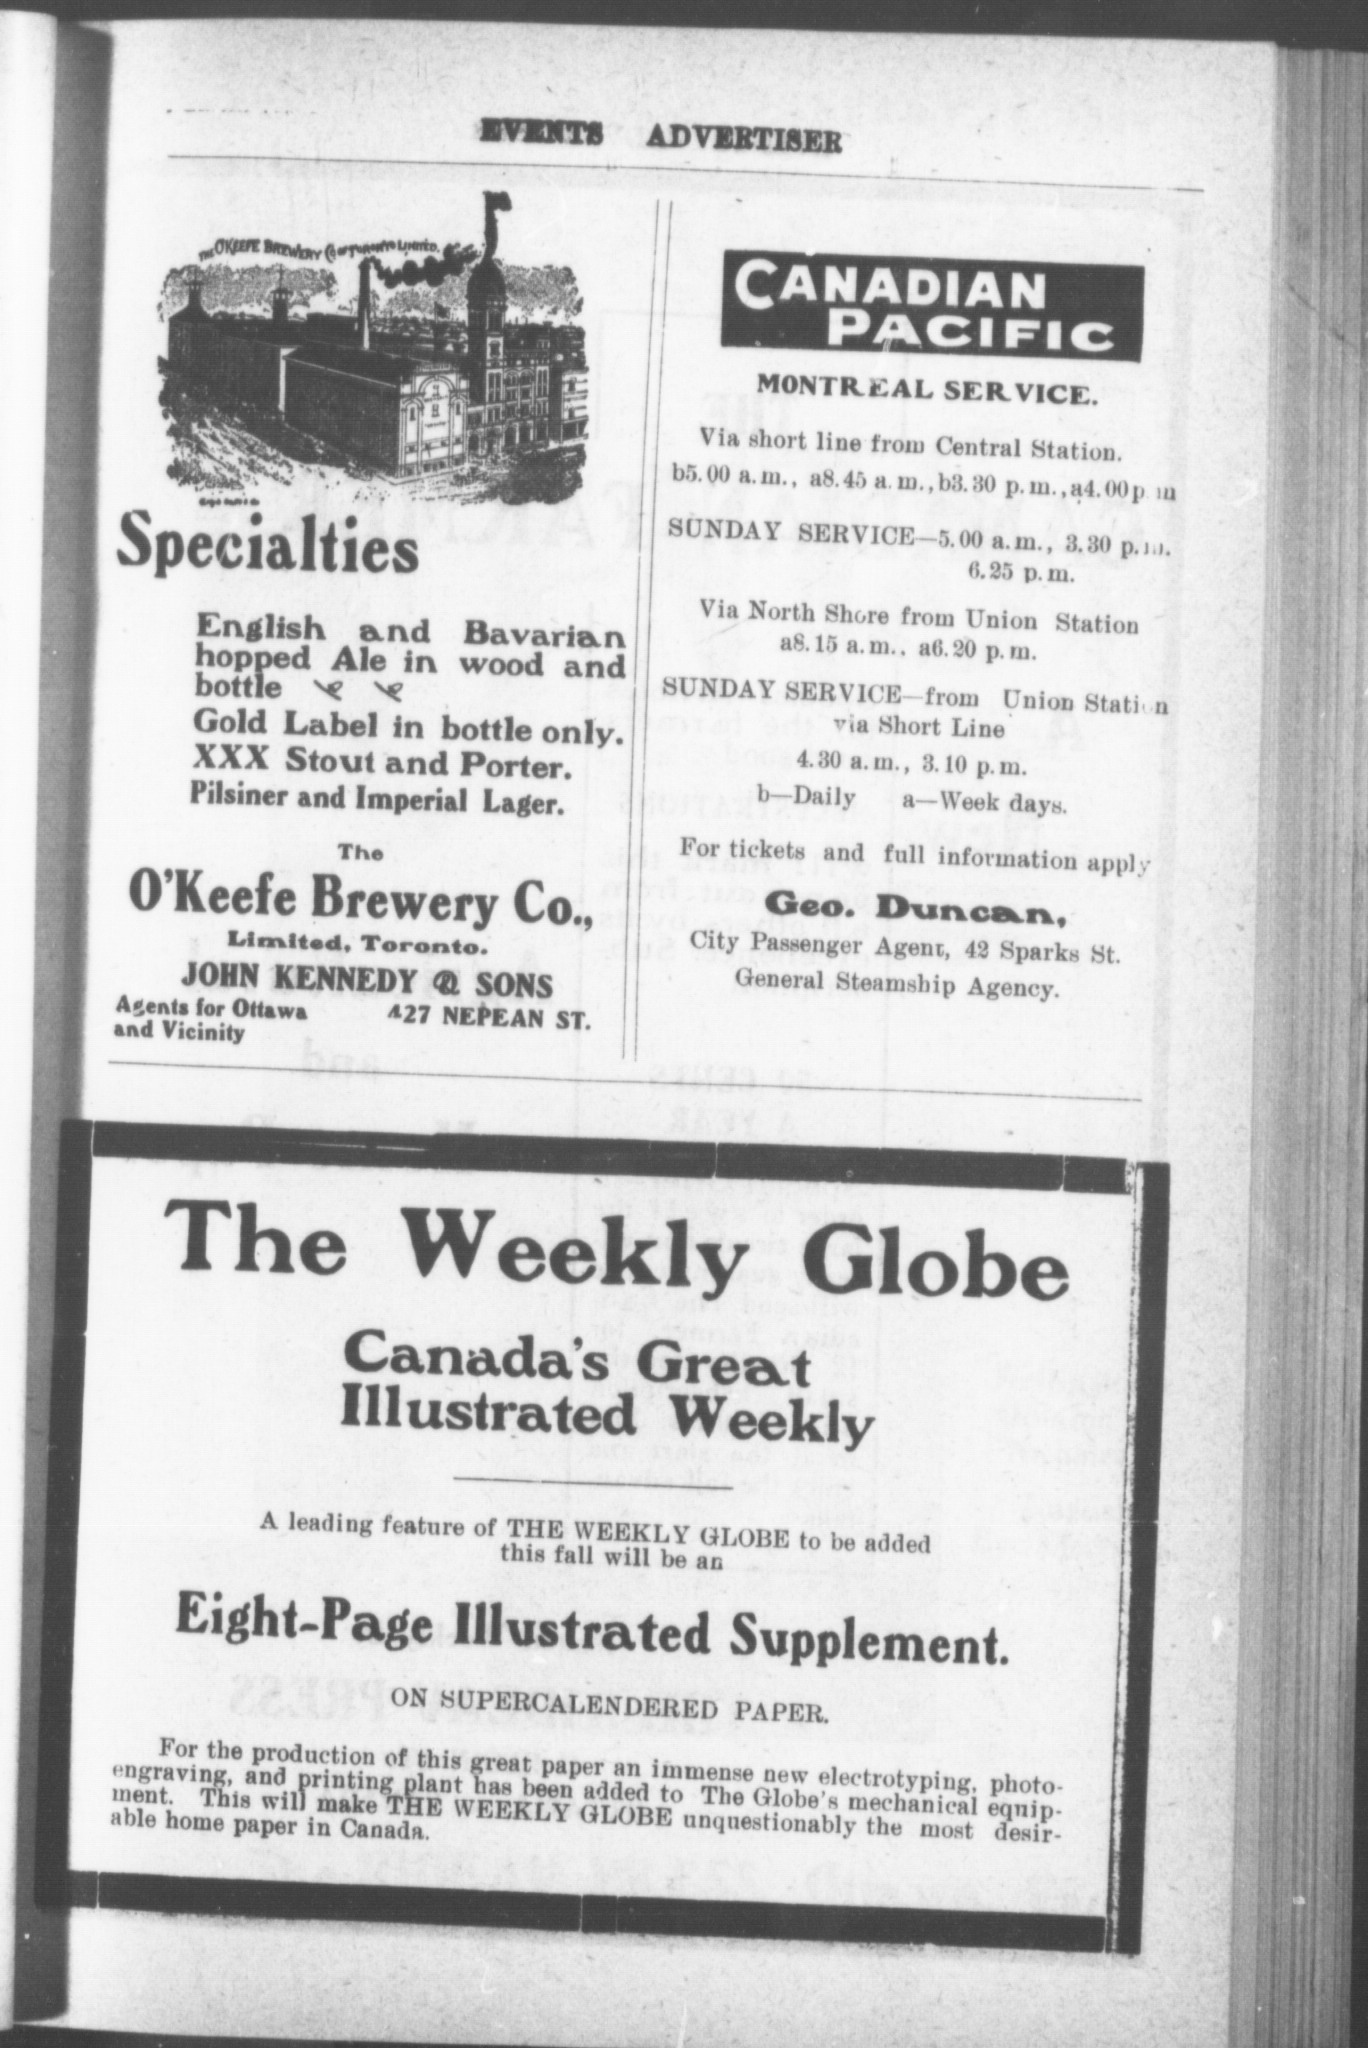 EVENTS ADVERTISER
THE O'KEEFE BREWERY CO OF TORONTO LIMITED.
Specialties
English and Bavarian
hopped Ale in wood and
bottle
Gold Label in bottle only.
XXX Stout and Porter.
Pilsiner and Imperial Lager.
The
O'Keefe Brewery Co.,
Limited, Toronto.
JOHN KENNEDY & SONS
Agents for Ottawa
and Vicinity
427 NEPEAN ST.
CANADIAN
PACIFIC
MONTREAL SERVICE.
Via short line from Central Station.
b5.00 a.m., a8.45 a.m., b3.30 p.m., a4.00 p m
SUNDAY SERVICE—5.00 a.m., 3.30 p.m.
6.25 p.m.
Via North Shore from Union Station
a8.15 a.m., a6.20 p.m.
SUNDAY SERVICE—from Union Station
via Short Line
4.30 a.m., 3.10 p.m.
b—Daily a—Week days.
For tickets and full information apply
Geo. Duncan,
City Passenger Agent, 42 Sparks St.
General Steamship Agency.
The Weekly Globe
Canada's Great
Illustrated Weekly
A leading feature of THE WEEKLY GLOBE to be added
this fall will be an
Eight-Page Illustrated Supplement.
ON SUPERCALENDERED PAPER.
For the production of this great paper an immense new electrotyping, photo-
engraving, and printing plant has been added to The Globe's mechanical equip-
ment. This will make THE WEEKLY GLOBE unquestionably the most desir-
able home paper in Canada.